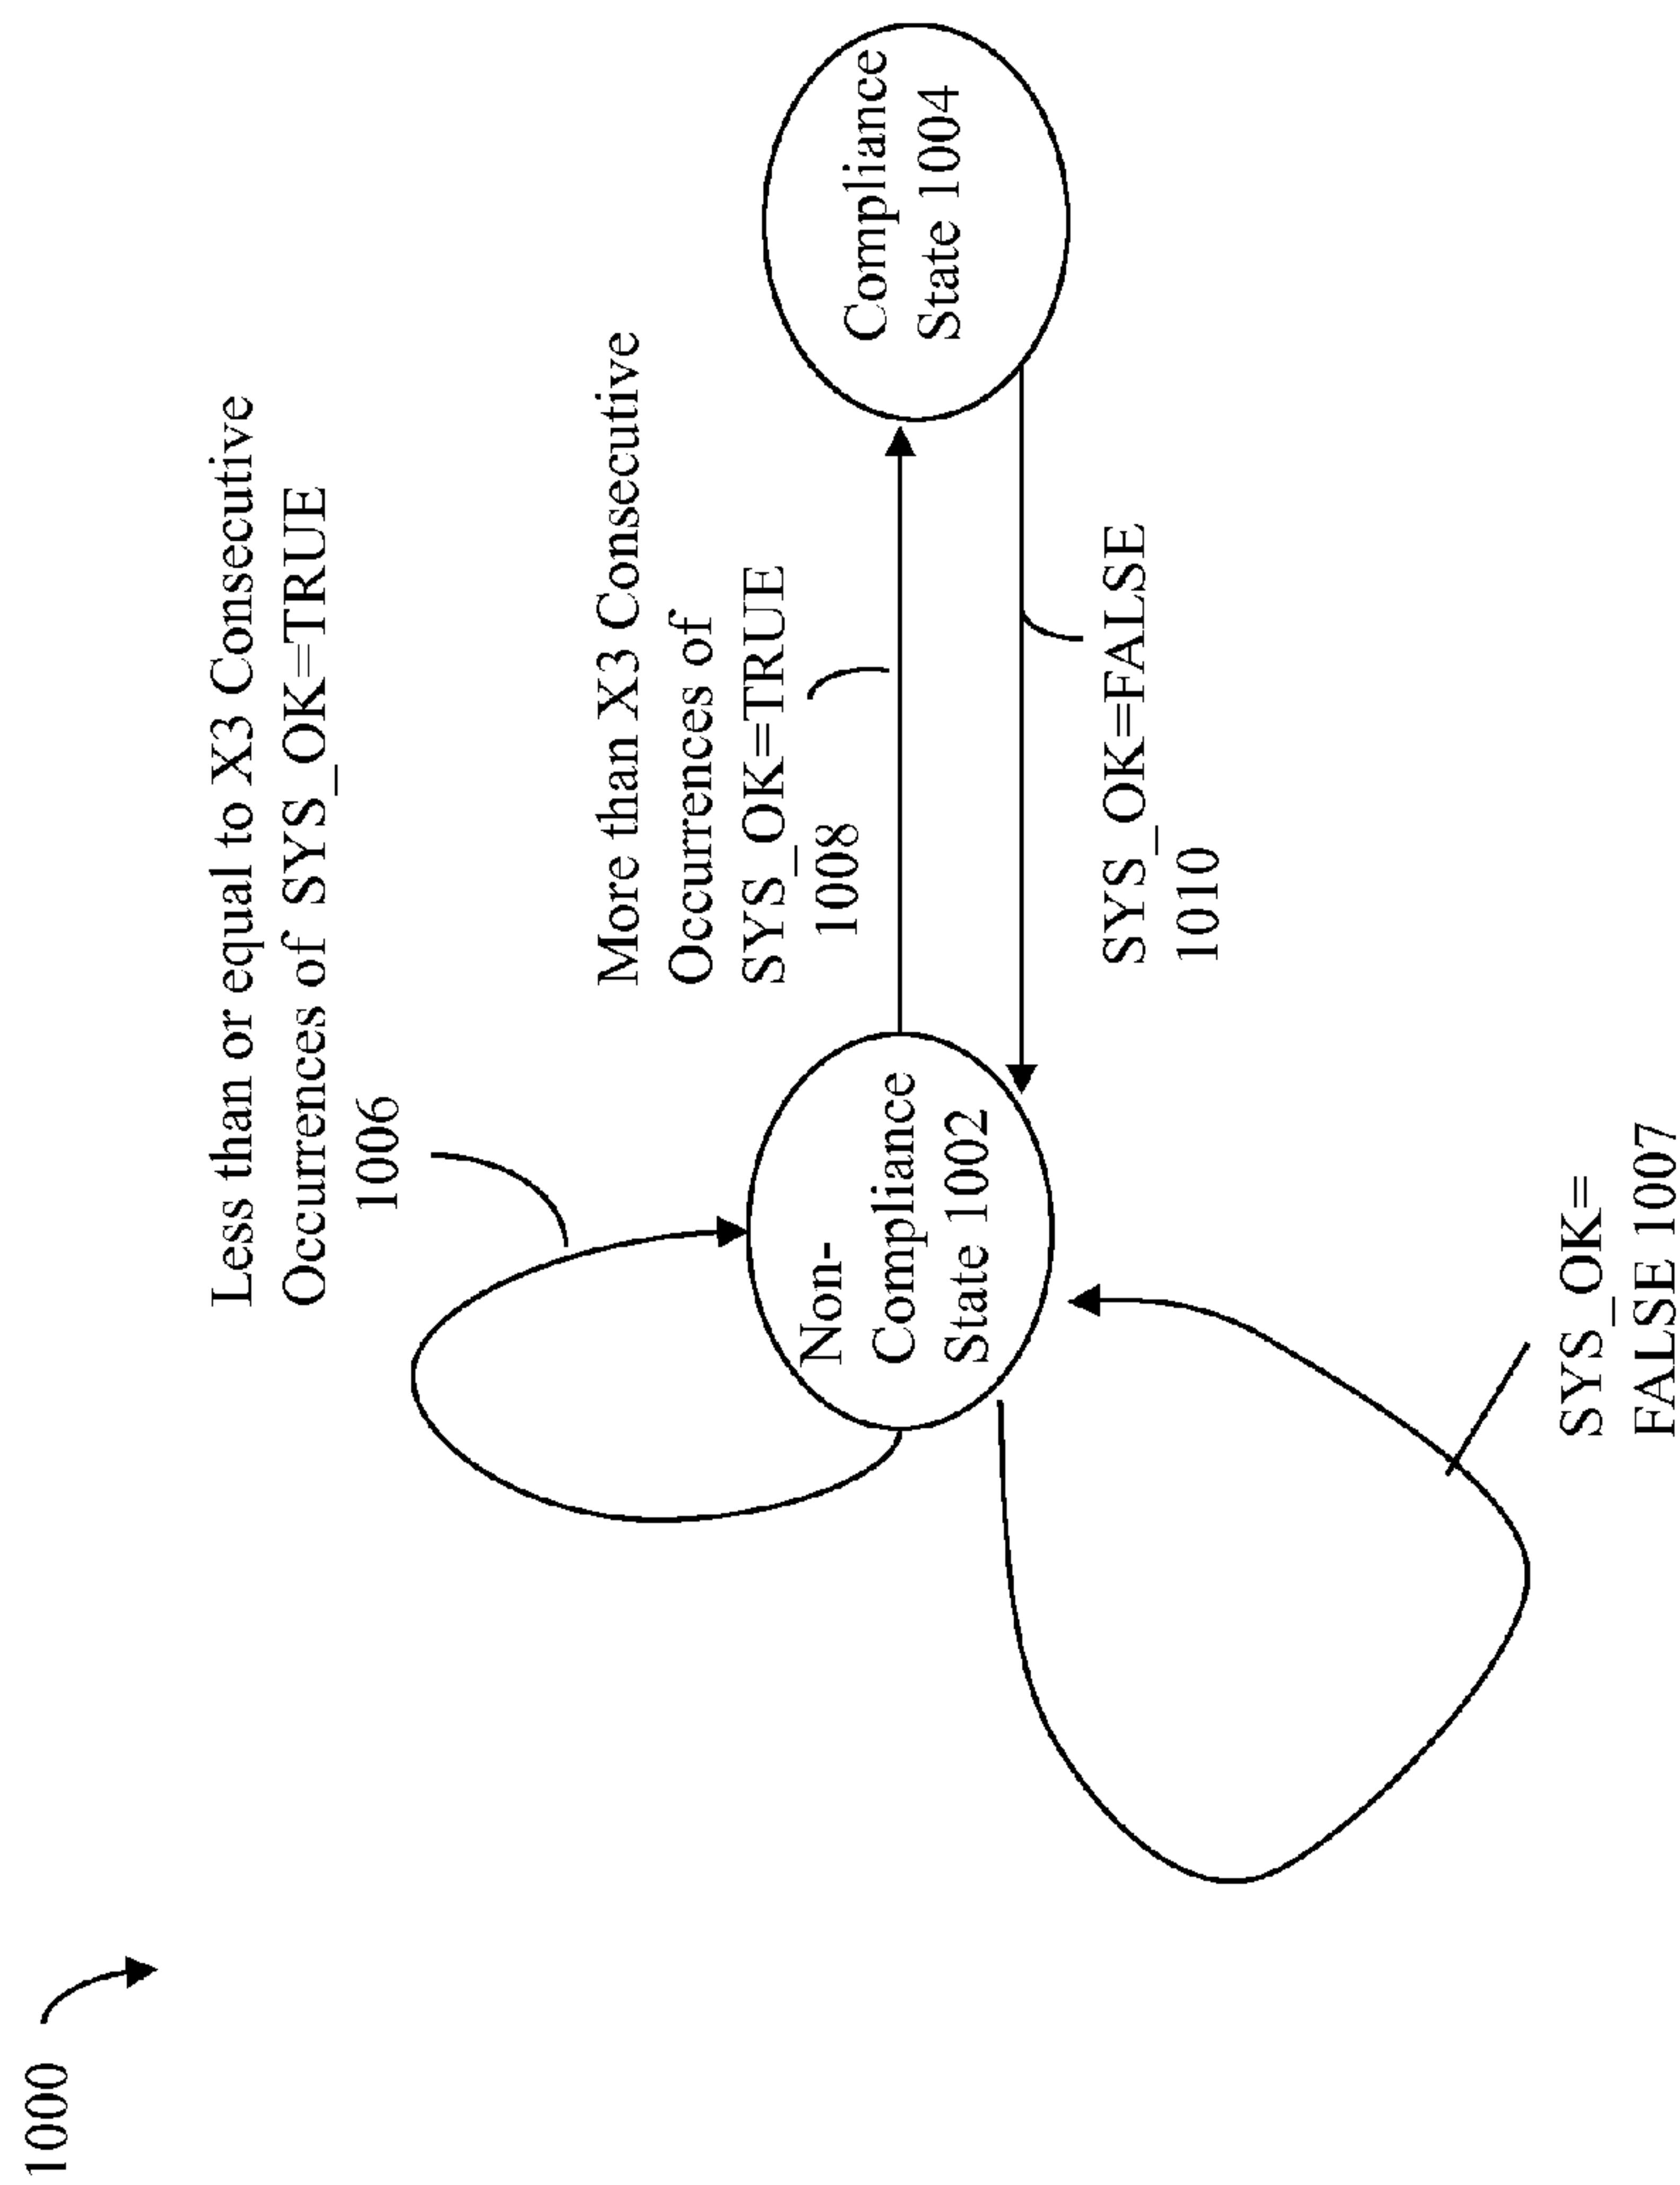 1000
Less than or equal to X3 Consecutive
Occurrences of SYS_OK=TRUE
1006
More than X3 Consecutive
Occurrences of
SYS_OK=TRUE
1008
Non-
Compliance
State 1002
Compliance
State 1004
SYS_OK=FALSE
1010
SYS_OK=
FALSE 1007